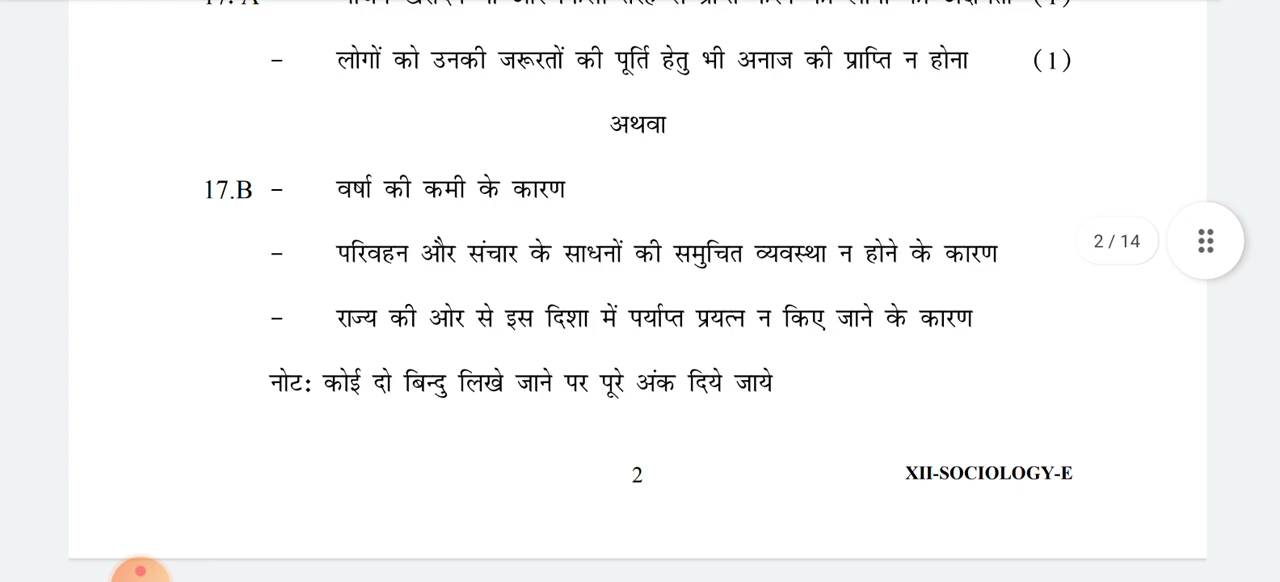 - लोगों को उनकी जरूरतों की पूर्ति हेतु भी अनाज की प्राप्ति न होना (1)
अथवा
17.B - वर्षा की कमी के कारण
- परिवहन और संचार के साधनों की समुचित व्यवस्था न होने के कारण
2 / 14
- राज्य की ओर से इस दिशा में पर्याप्त प्रयत्न न किए जाने के कारण
नोट: कोई दो बिन्दु लिखे जाने पर पूरे अंक दिये जाये
2 XII-SOCIOLOGY-E